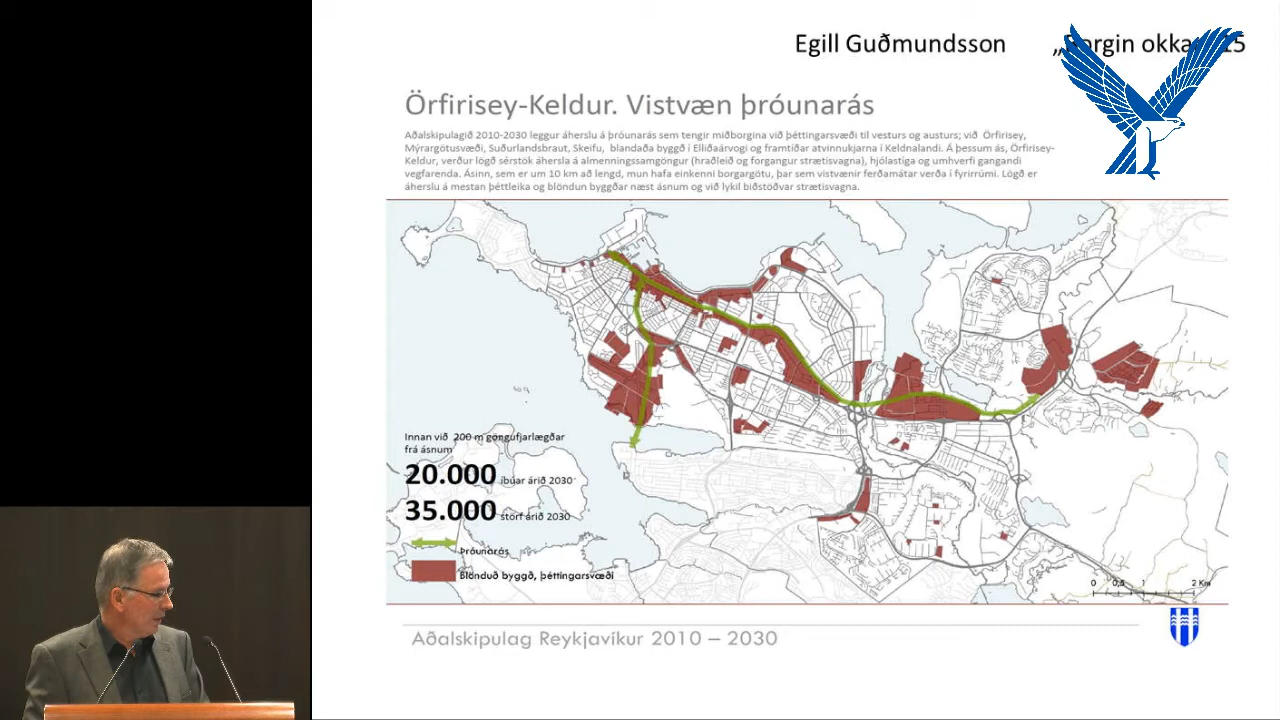 Egill Guðmundsson
Örfirisey-Keldur. Vistvæn þróunarás
Aðalskipulagið 2010-2030 leggur áherslu á þróunarás sem tengir miðborgina við þéttingarsvæði til vesturs og austurs; við Örfirisey,
Mýrargötusvæði, Suðurlandsbraut, Skeifu, blandaða byggð í Elliðaárvogi og framtíðar atvinnukjarna í Keldnalandi. Á þessum ás, Örfirisey-
Keldur, verður lögð sérstök áhersla á almenningssamgöngur (hraðleið og forgangur strætisvagna), hjólastíga og umhverfi gangandi
vegfarenda. Ásinn, sem er um 10 km að lengd, mun hafa einkenni borgargötu, þar sem vistvænir ferðamátar verða í fyrirrúmi. Lögð er
áhersla á mestan þéttleika og blöndun byggðar næst ásnum og við lykil biðstöðvar strætisvagna.
Innan við 200 m göngufjarlægðar
frá ásnum
20.000 íbúar árið 2030
35.000 störf árið 2030
Þróunarás
Blönduð byggð, þéttingarsvæði
0 0,5 1 2 Km
Aðalskipulag Reykjavíkur 2010 – 2030